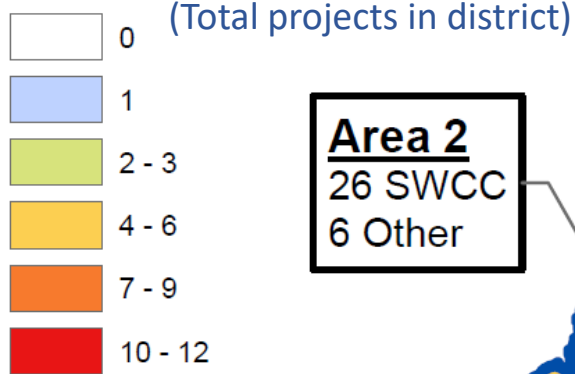 (Total projects in district)
0
1
2 - 3
4 - 6
7 - 9
10 - 12
Area 2
26 SWCC
6 Other